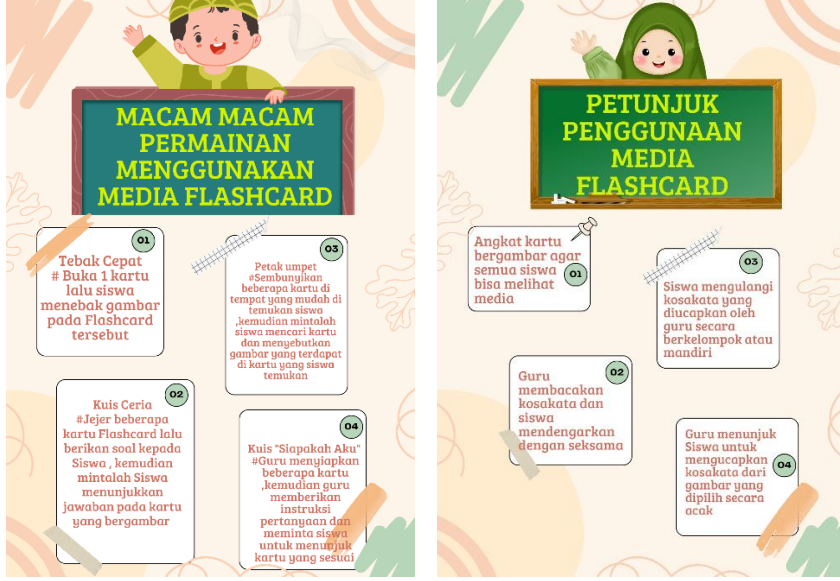 MACAM MACAM
PERMAINAN
MENGGUNAKAN
MEDIA FLASHCARD
01
Tebak Cepat
# Buka 1 kartu
lalu siswa
menebak gambar
pada Flashcard
tersebut
02
Kuis Ceria
#Jejer beberapa
kartu Flashcard lalu
berikan soal kepada
Siswa , kemudian
mintalah Siswa
menunjukkan
jawaban pada kartu
yang bergambar
03
Petak umpet
#Sembunyikan
beberapa kartu di
tempat yang mudah di
temukan siswa
,kemudian mintalah
siswa mencari kartu
dan menyebutkan
gambar yang terdapat
di kartu yang siswa
temukan
04
Kuis "Siapakah Aku"
#Guru menyiapkan
beberapa kartu
,kemudian guru
memberikan
instruksi
pertanyaan dan
meminta siswa
untuk menunjuk
kartu yang sesuai
PETUNJUK
PENGGUNAAN
MEDIA
FLASHCARD
Angkat kartu
bergambar agar
semua siswa
bisa melihat
media
01
02
Guru
membacakan
kosakata dan
siswa
mendengarkan
dengan seksama
03
Siswa mengulangi
kosakata yang
diucapkan oleh
guru secara
berkelompok atau
mandiri
Guru menunjuk
Siswa untuk
mengucapkan
kosakata dari
gambar yang
dipilih secara
acak
04